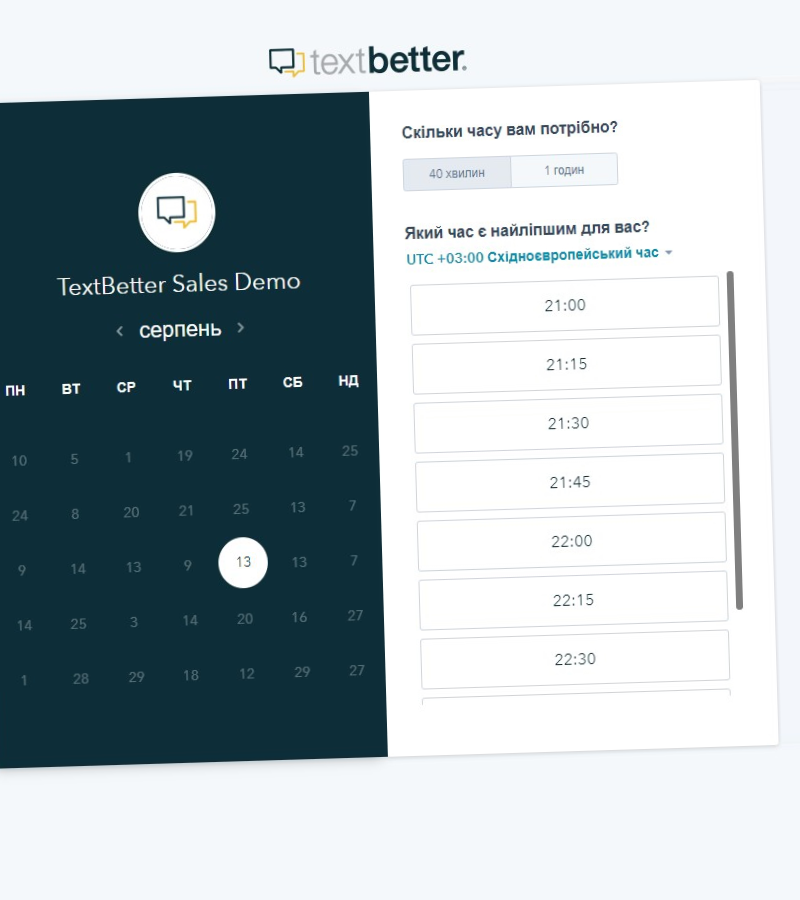 textbetter.
TextBetter Sales Demo
серпень
ПН ВТ СР ЧТ ПТ СБ НД
10 5 1 19 24 14 25
24 8 20 21 25 13 7
9 14 13 9 13 13 7
14 25 3 14 20 16 27
1 28 29 18 12 29 27
Скільки часу вам потрібно?
40 хвилин 1 годин
Який час є найліпшим для вас?
UTC +03:00 Східноєвропейський час
21:00
21:15
21:30
21:45
22:00
22:15
22:30